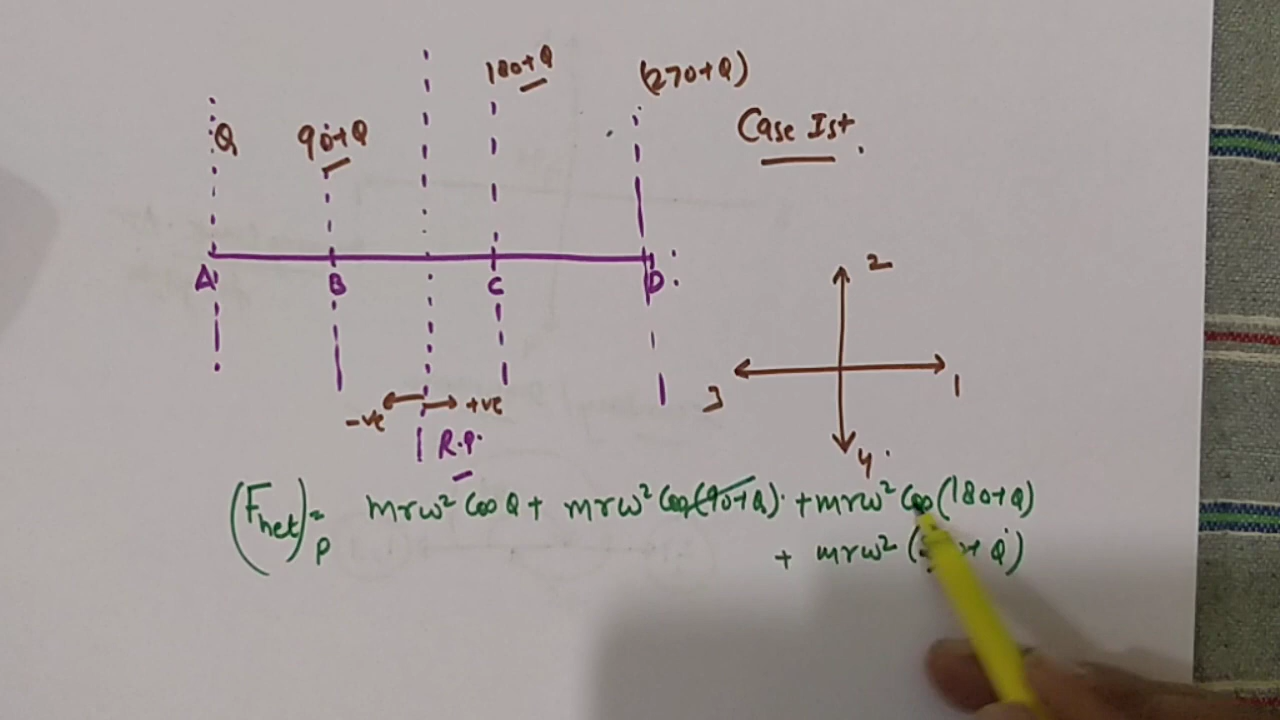 180+Q (270+Q)
Q 90+Q Case Ist.
A B C D
2
3 1
-ve +ve
R.P.
4
(Fnet)p = mrω² CosQ + mrω² Cos(90+Q) + mrω² Cos(180+Q)
+ mrω² ( + Q)